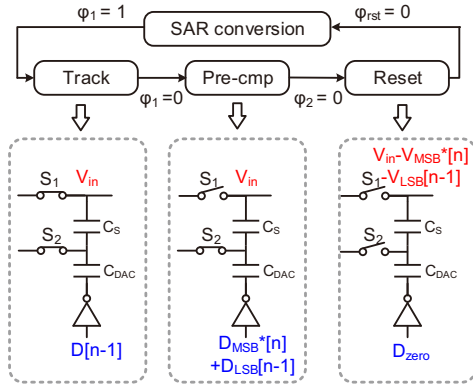 φ1 = 1
SAR conversion
φrst = 0
Track
φ1 =0
Pre-cmp
φ2 = 0
Reset
S1
Vin
CS
S2
CDAC
D[n-1]
S1
Vin
CS
S2
CDAC
DMSB*[n]
+DLSB[n-1]
Vin-VMSB*[n]
S1 -VLSB[n-1]
CS
S2
CDAC
Dzero